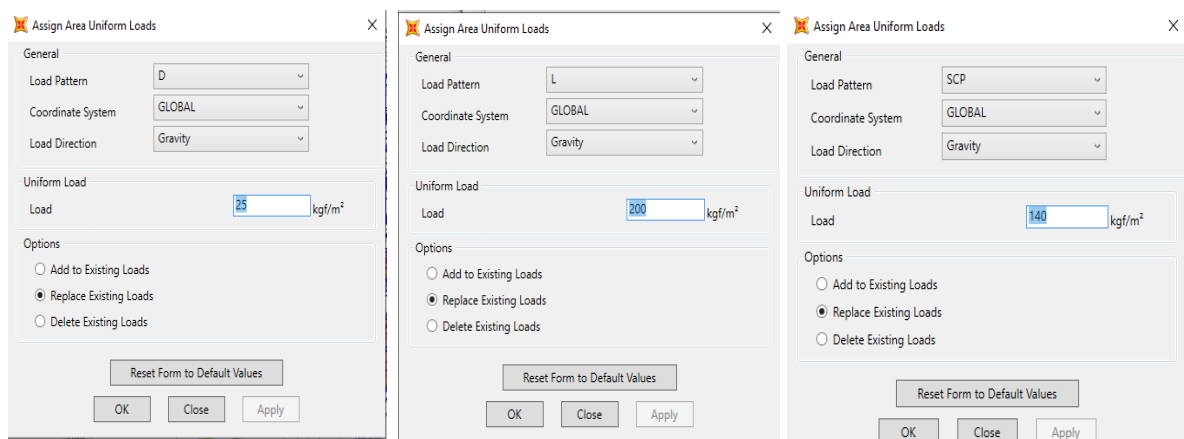 Assign Area Uniform Loads
General
Load Pattern D
Coordinate System GLOBAL
Load Direction Gravity
Uniform Load
Load 25 kgf/m²
Options
Add to Existing Loads
Replace Existing Loads
Delete Existing Loads
Reset Form to Default Values
OK Close Apply
Assign Area Uniform Loads
General
Load Pattern L
Coordinate System GLOBAL
Load Direction Gravity
Uniform Load
Load 200 kgf/m²
Options
Add to Existing Loads
Replace Existing Loads
Delete Existing Loads
Reset Form to Default Values
OK Close Apply
Assign Area Uniform Loads
General
Load Pattern SCP
Coordinate System GLOBAL
Load Direction Gravity
Uniform Load
Load 140 kgf/m²
Options
Add to Existing Loads
Replace Existing Loads
Delete Existing Loads
Reset Form to Default Values
OK Close Apply